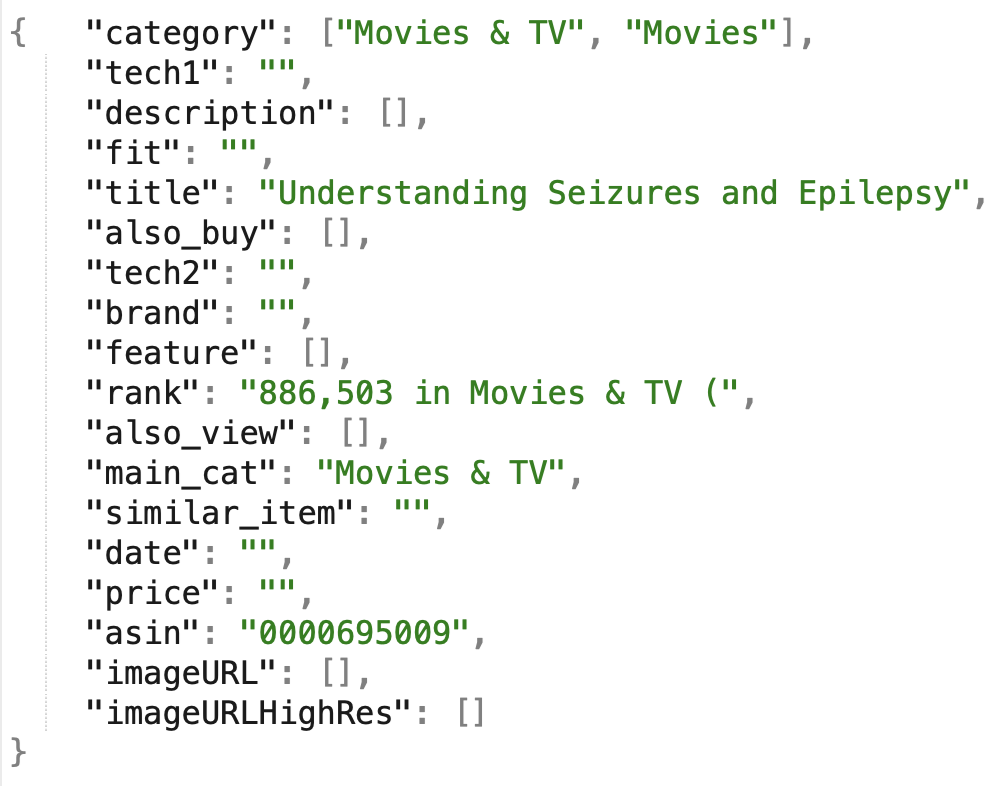 {   "category": ["Movies & TV", "Movies"],
    "tech1": "",
    "description": [],
    "fit": "",
    "title": "Understanding Seizures and Epilepsy",
    "also_buy": [],
    "tech2": "",
    "brand": "",
    "feature": [],
    "rank": "886,503 in Movies & TV (",
    "also_view": [],
    "main_cat": "Movies & TV",
    "similar_item": "",
    "date": "",
    "price": "",
    "asin": "0000695009",
    "imageURL": [],
    "imageURLHighRes": []
}